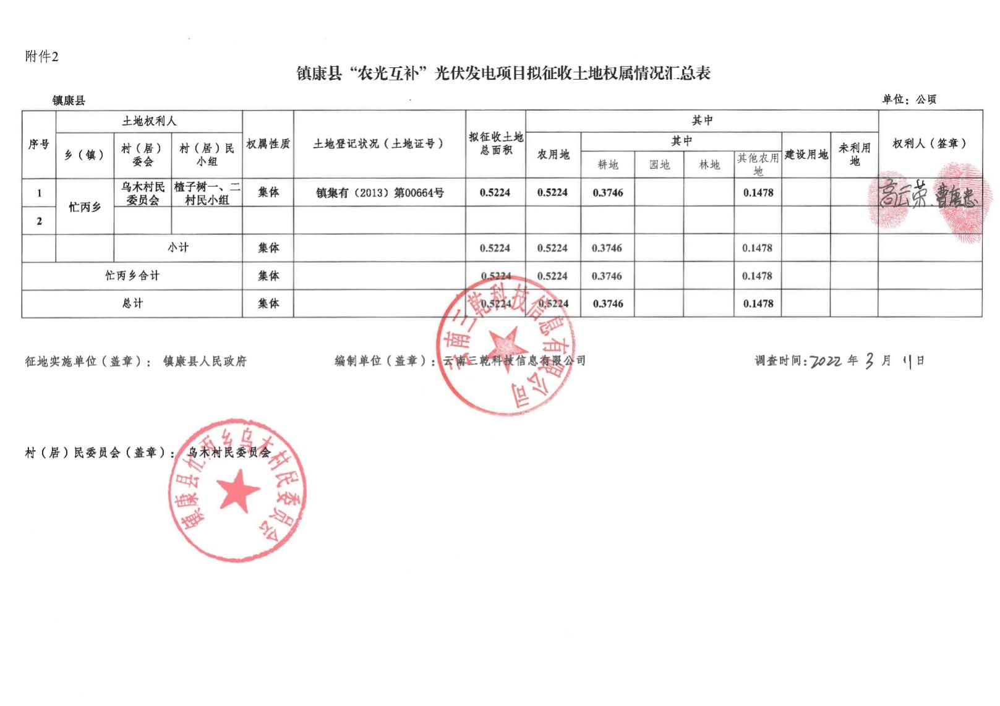 附件2
镇康县“农光互补”光伏发电项目拟征收土地权属情况汇总表
镇康县 单位：公顷
序号 土地权利人 权属性质 土地登记状况（土地证号） 拟征收土地总面积 其中 权利人（签章）
乡（镇） 村（居）委会 村（居）民小组 农用地 其中 建设用地 未利用地
耕地 园地 林地 其他农用地
1 忙丙乡 乌木村民委员会 楂子树一、二村民小组 集体 镇集有（2013）第00664号 0.5224 0.5224 0.3746 0.1478 高云荣.曹唐忠
2
小计 集体 0.5224 0.5224 0.3746 0.1478
忙丙乡合计 集体 0.5224 0.5224 0.3746 0.1478
总计 集体 0.5224 0.5224 0.3746 0.1478
云南三乾科技信息有限公司
征地实施单位（盖章）：镇康县人民政府 编制单位（盖章）：云南三乾科技信息有限公司 调查时间：2022年3月11日
村（居）民委员会（盖章）：乌木村民委员会
镇康县忙丙乡乌木村民委员会